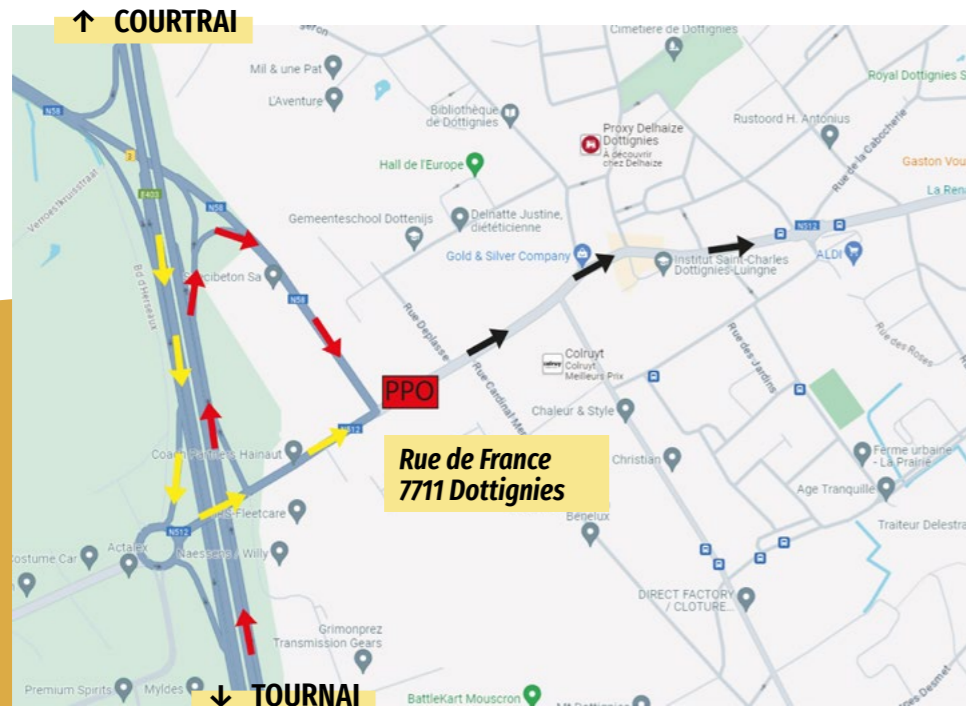 ↑ COURTRAI
Cimetière de Dottignies
Mil & une Pat
L'Aventure
N58
Bibliothèque
de Dottignies
Proxy Delhaize
Dottignies
À découvrir
chez Delhaize
Royal Dottignies S
Rustoord H. Antonius
Rue de la Cabocherie
Gaston Vou
Hall de l'Europe
3
E403
Verroestkruistraat
N58
Gemeenteschool Dottenijs
Delnatte Justine,
diététicienne
La Rena
N512
Gold & Silver Company
Institut Saint-Charles
Dottignies-Luingne
ALDI
Bd d'Herseaux
N58
Rue Deplasse
Rue des Jardins
Rue des Roses
Colruyt
Colruyt
Meilleurs Prix
PPO
Chaleur & Style
N512
Rue de France
7711 Dottignies
Christian
Ferme urbaine
- La Prairie
Age Tranquille
Benelux
Traiteur Delestra
N512
S-Fleetcare
Naessens / Willy
Costume Car
Actalex
DIRECT FACTORY
/ CLOTURE...
Grimonprez
Transmission Gears
Premium Spirits
Myldes
↓ TOURNAI
BattleKart Mouscron